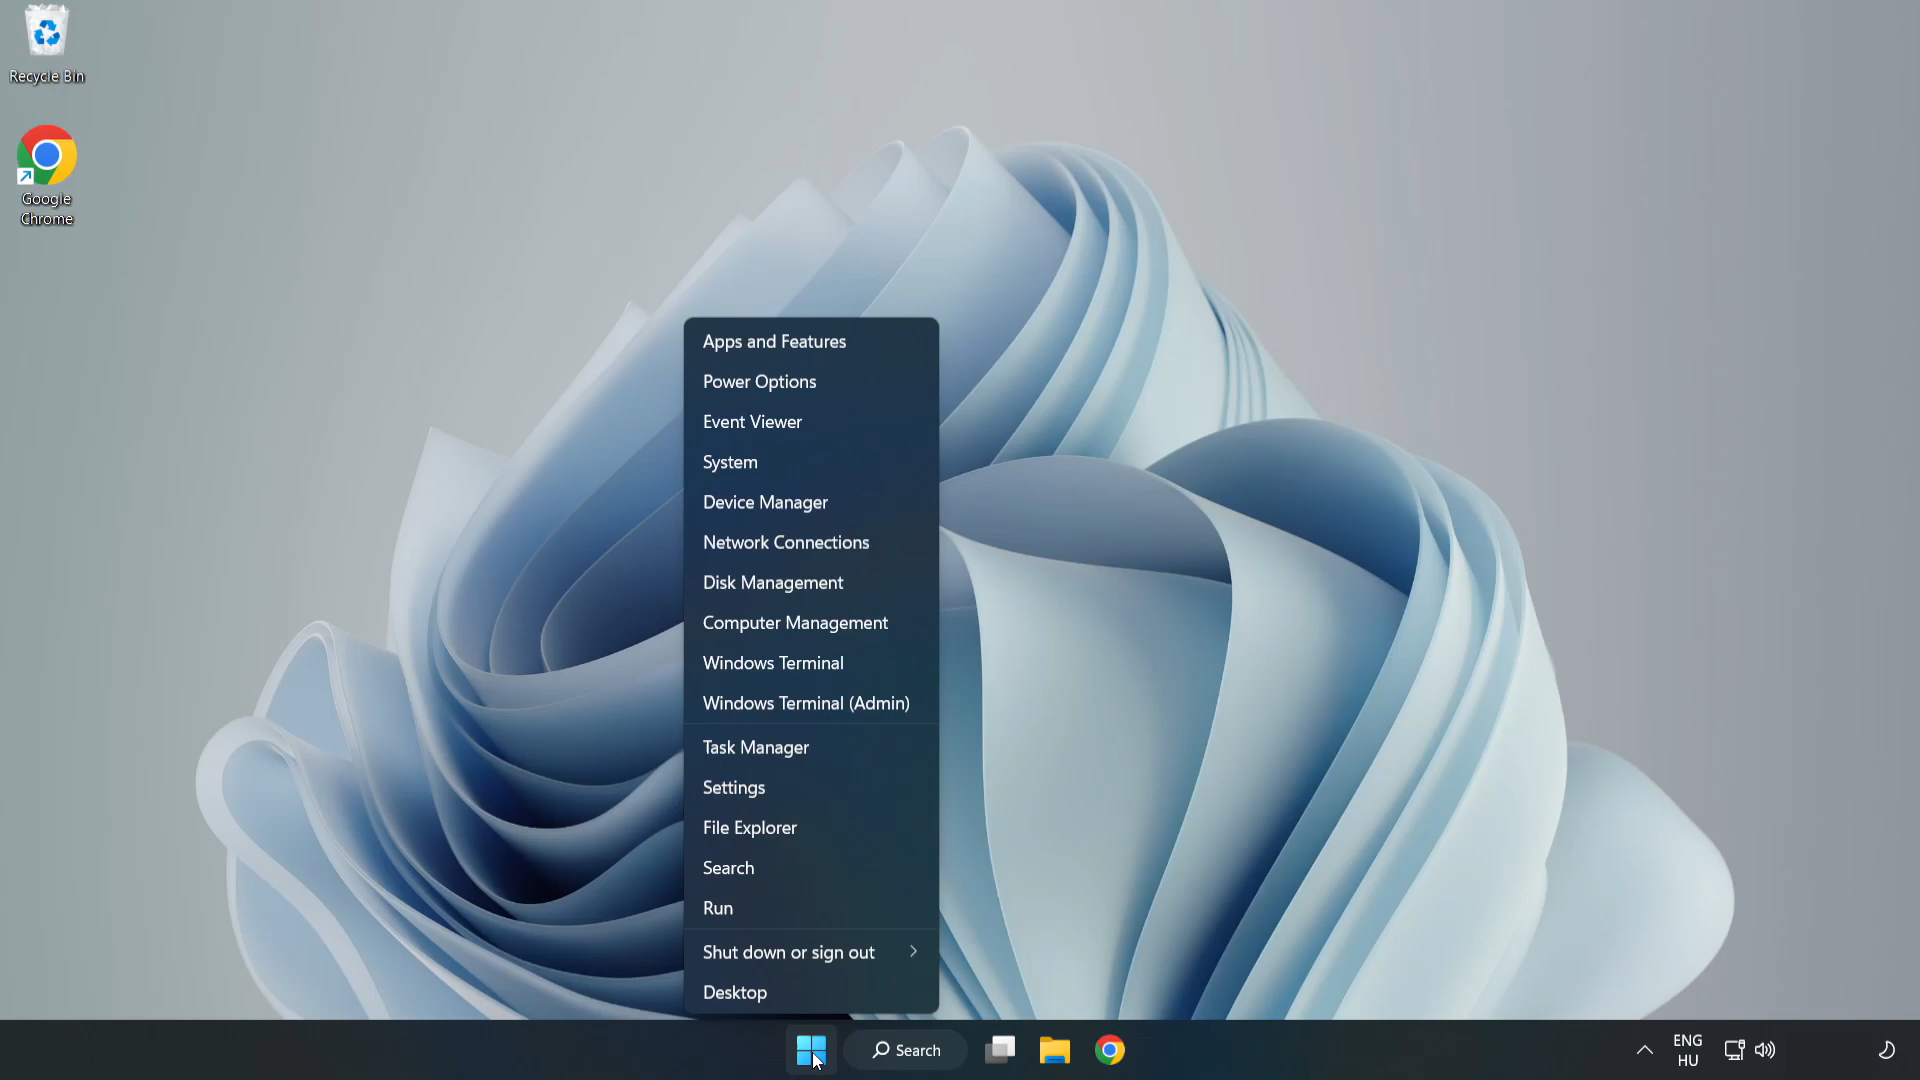 Recycle Bin
Google
Chrome
Apps and Features
Power Options
Event Viewer
System
Device Manager
Network Connections
Disk Management
Computer Management
Windows Terminal
Windows Terminal (Admin)
Task Manager
Settings
File Explorer
Search
Run
Shut down or sign out
Desktop
Search
ENG
HU